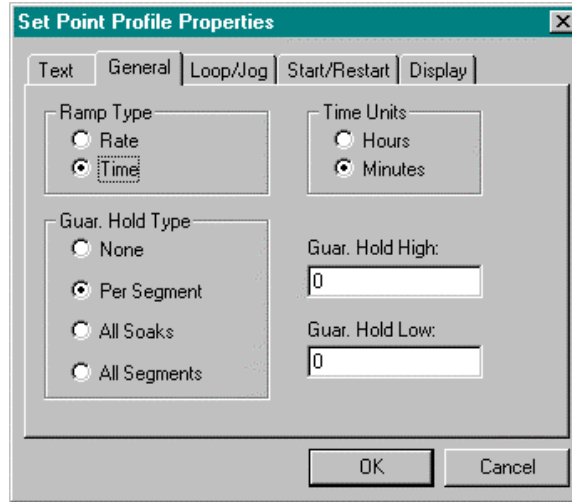 Set Point Profile Properties
Text General Loop/Jog Start/Restart Display
Ramp Type
Rate
Time
Time Units
Hours
Minutes
Guar. Hold Type
None
Per Segment
All Soaks
All Segments
Guar. Hold High:
0
Guar. Hold Low:
0
OK Cancel